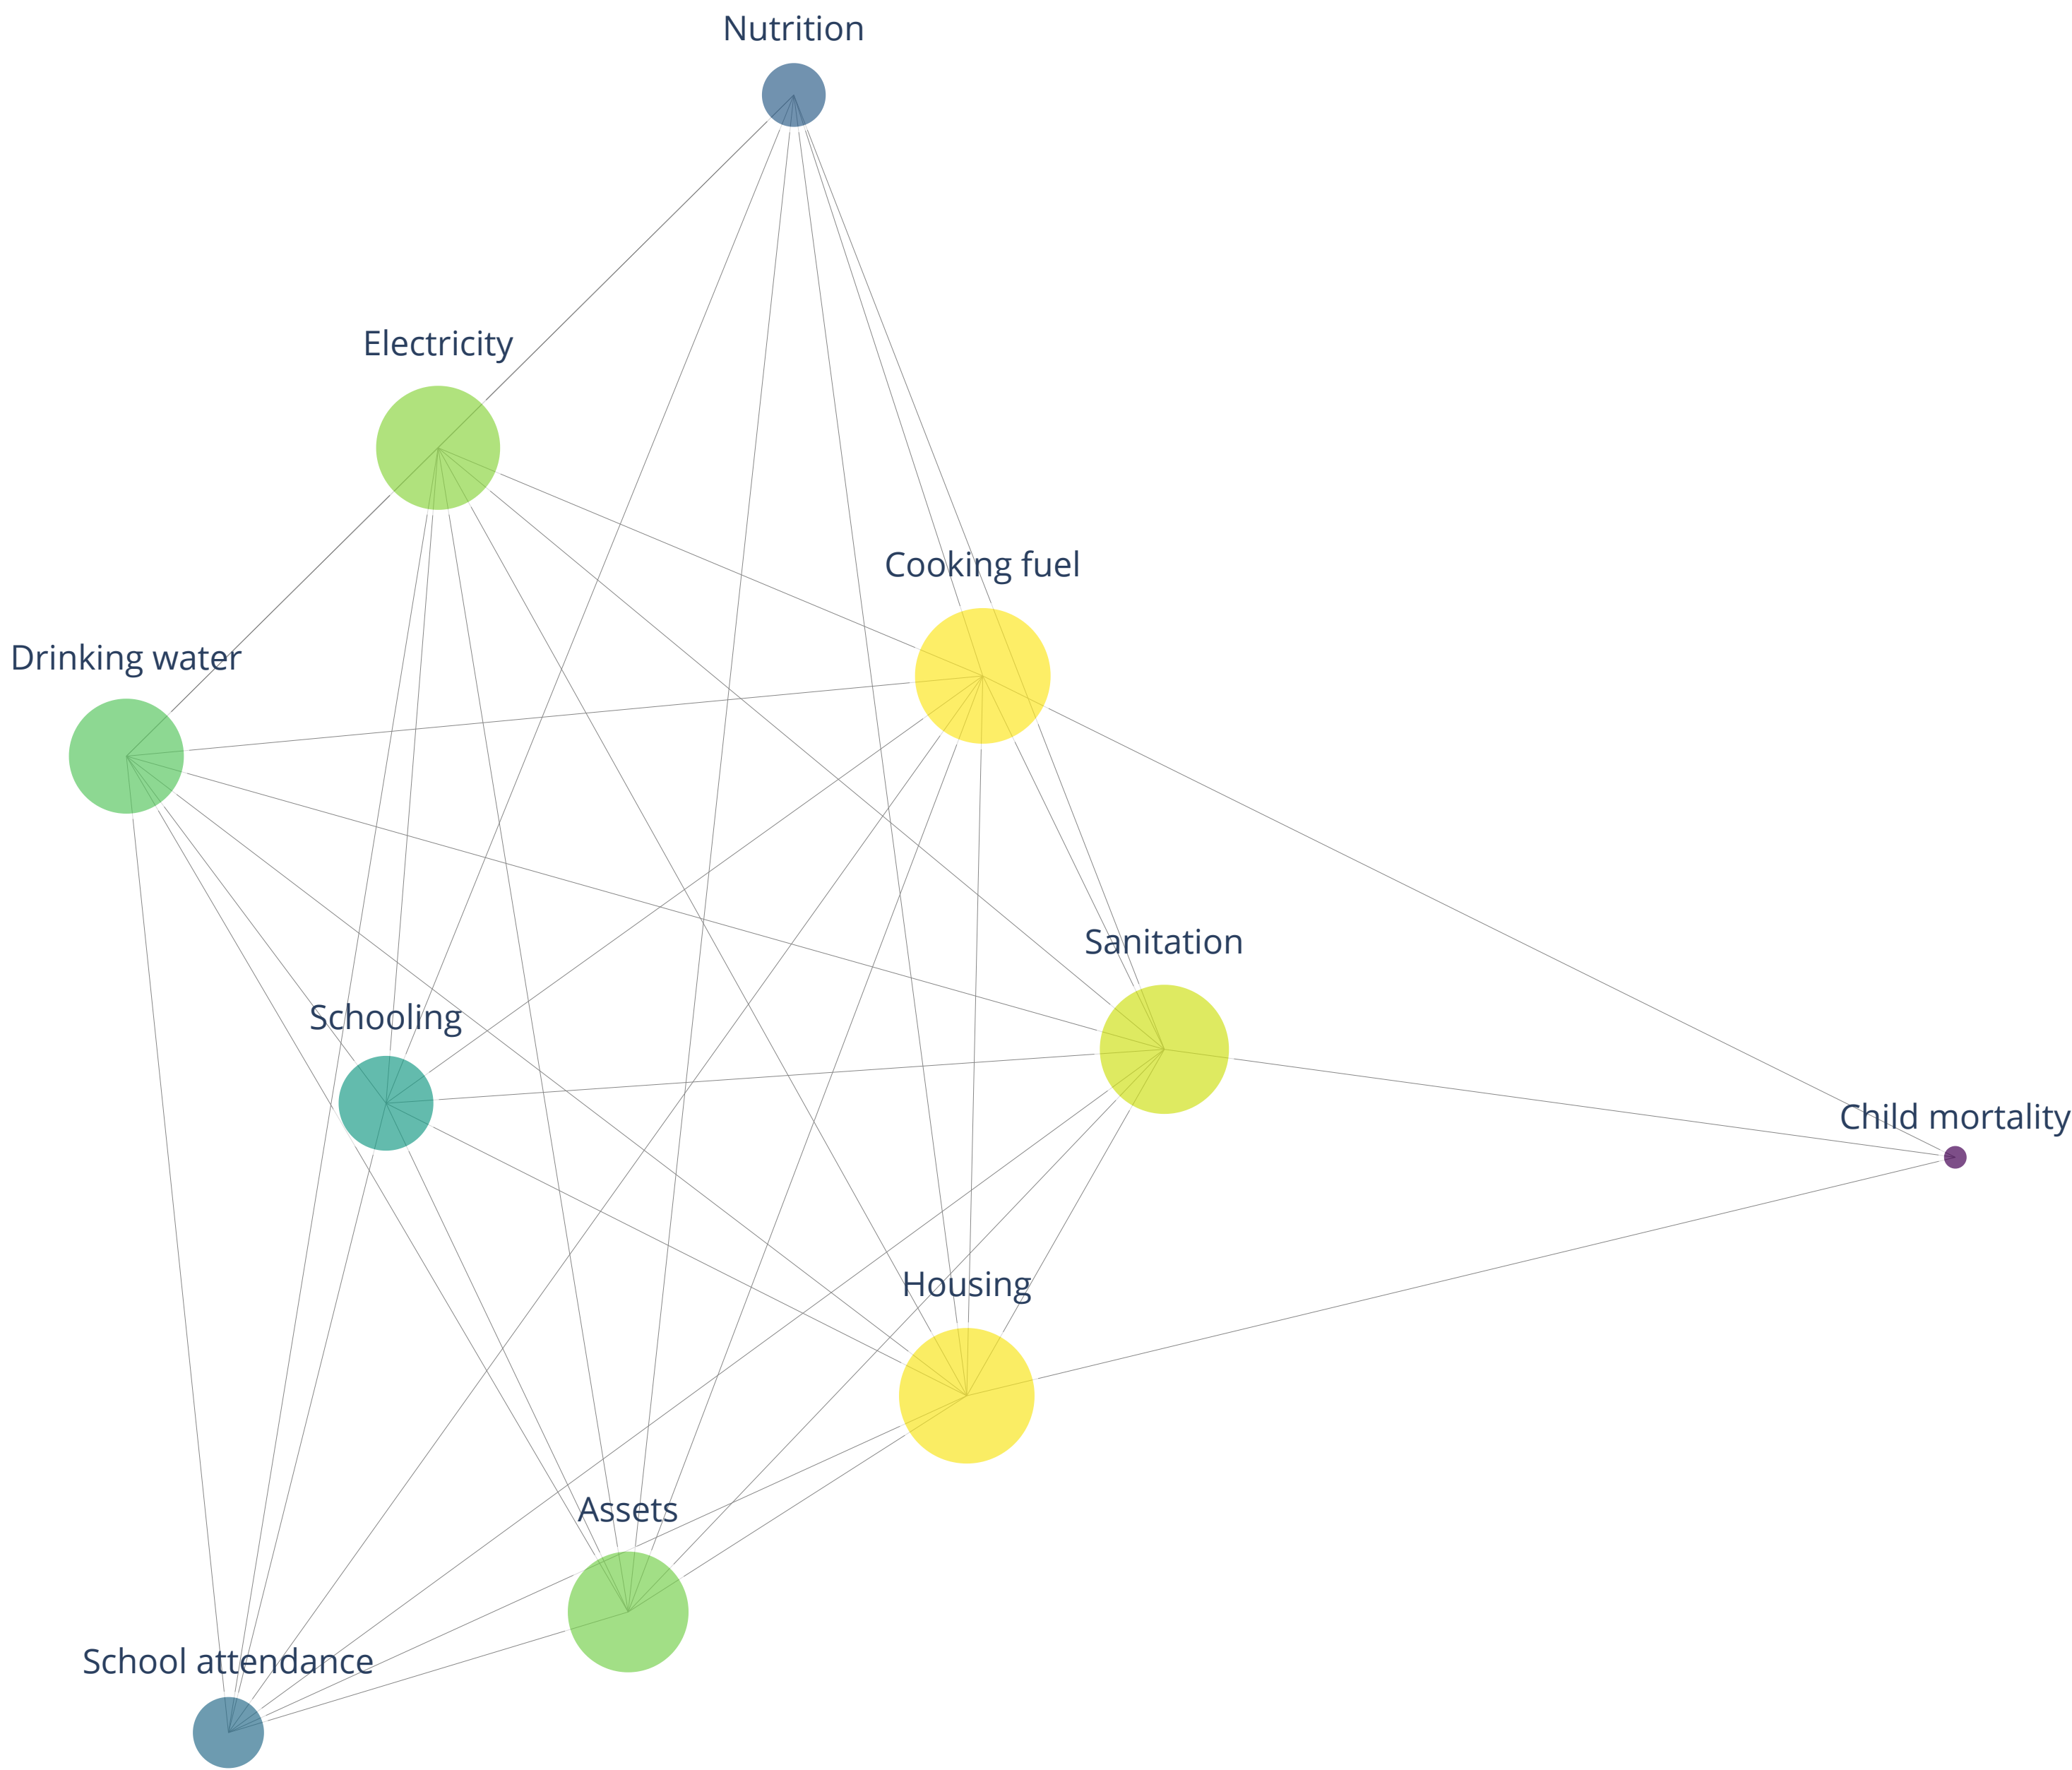 Nutrition
Electricity
Cooking fuel
Drinking water
Sanitation
Schooling
Child mortality
Housing
Assets
School attendance